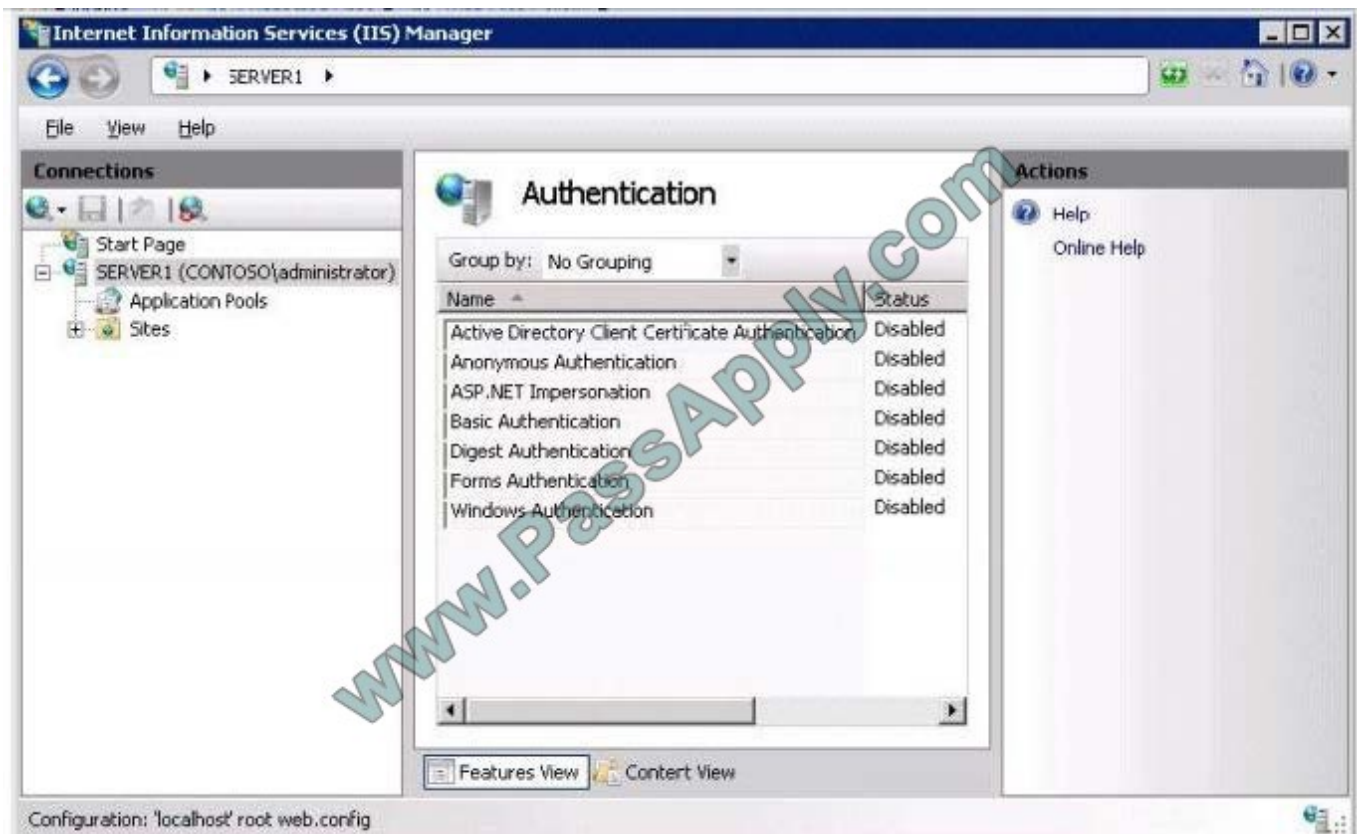 Internet Information Services (IIS) Manager
SERVER1
File View Help
Connections
Start Page
SERVER1 (CONTOSO\administrator)
Application Pools
Sites
Authentication
Group by: No Grouping
Name Status
Active Directory Client Certificate Authentication Disabled
Anonymous Authentication Disabled
ASP.NET Impersonation Disabled
Basic Authentication Disabled
Digest Authentication Disabled
Forms Authentication Disabled
Windows Authentication Disabled
Features View Contert View
Actions
Help
Online Help
Configuration: 'localhost' root web.config
www.PassApply.com